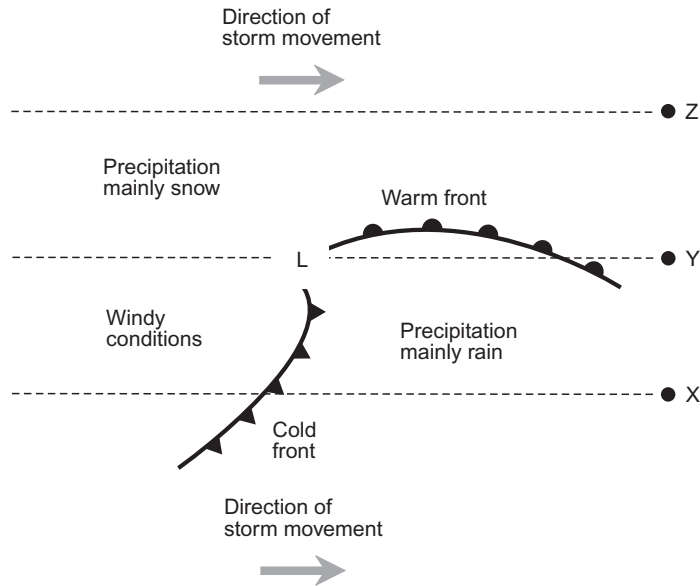 Direction of
storm movement
Z
Precipitation
mainly snow
Warm front
L
Y
Windy
conditions
Precipitation
mainly rain
X
Cold
front
Direction of
storm movement